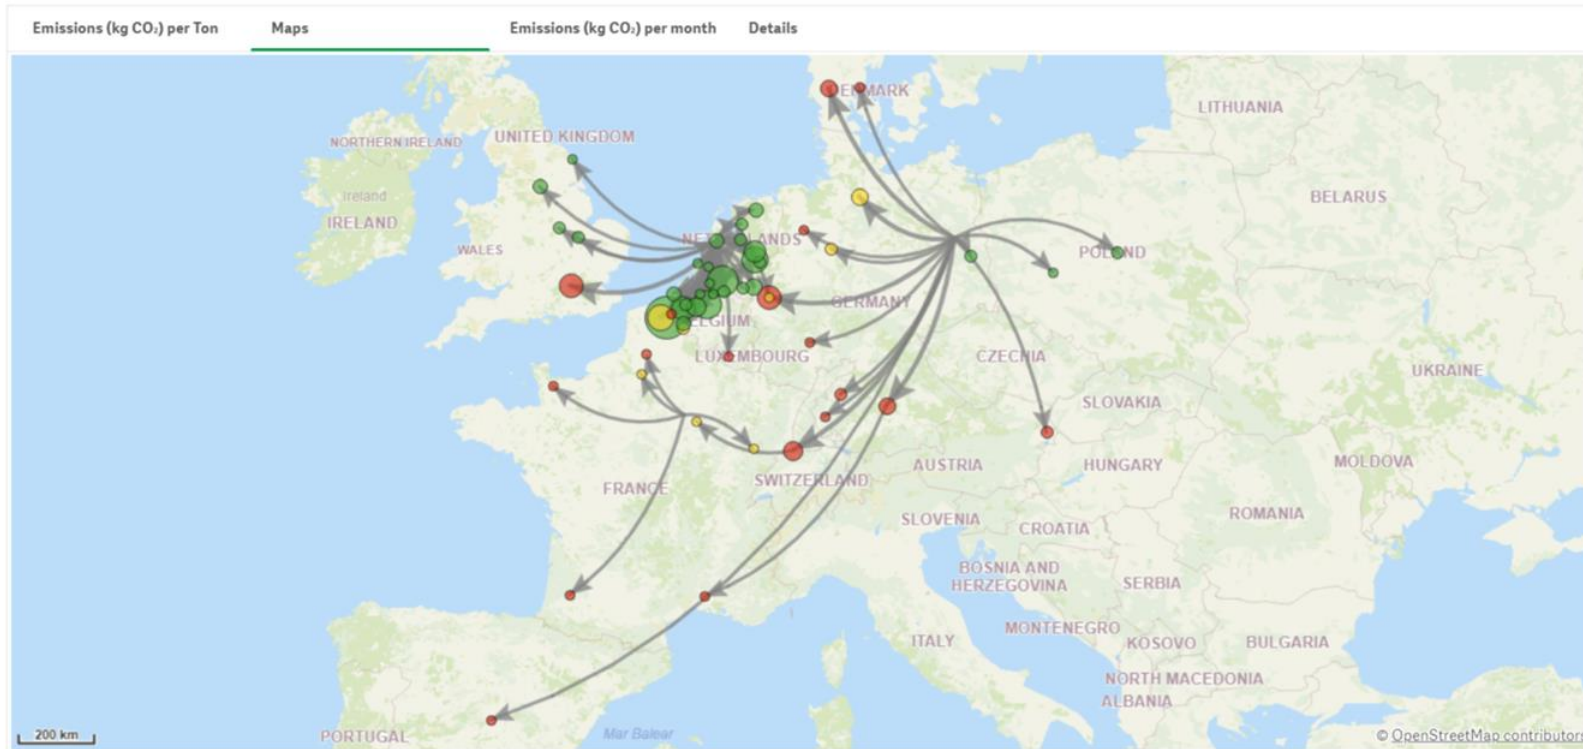 Emissions (kg CO₂) per Ton
Maps
Emissions (kg CO₂) per month
Details
DENMARK
LITHUANIA
NORTHERN IRELAND
UNITED KINGDOM
Ireland
IRELAND
BELARUS
WALES
NETHERLANDS
POLAND
GERMANY
BELGIUM
LUXEMBOURG
CZECHIA
UKRAINE
SLOVAKIA
AUSTRIA
HUNGARY
MOLDOVA
SWITZERLAND
FRANCE
SLOVENIA
CROATIA
ROMANIA
BOSNIA AND
HERZEGOVINA
SERBIA
ITALY
MONTENEGRO
KOSOVO
BULGARIA
NORTH MACEDONIA
ALBANIA
200 km
PORTUGAL
Mar Balear
© OpenStreetMap contributors